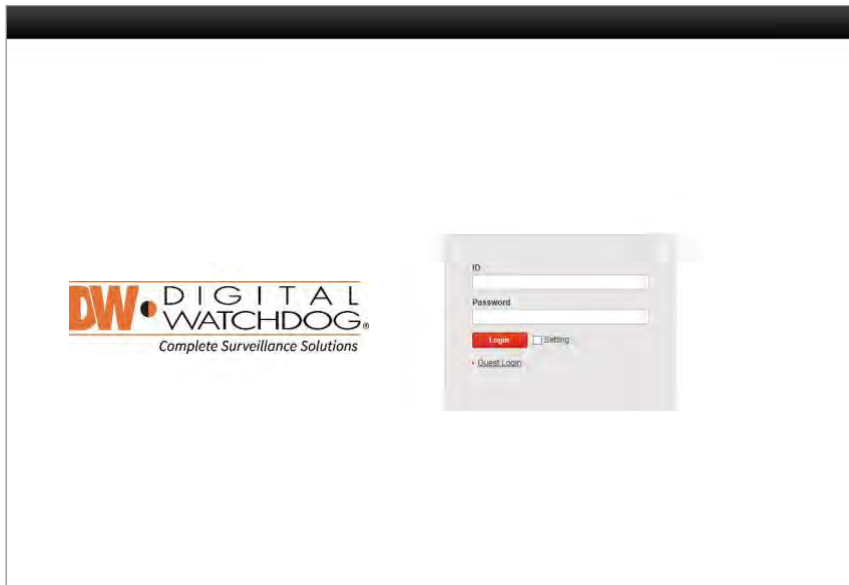 DW DIGITAL
WATCHDOG®
Complete Surveillance Solutions
ID
Password
Login Setting
Guest Login